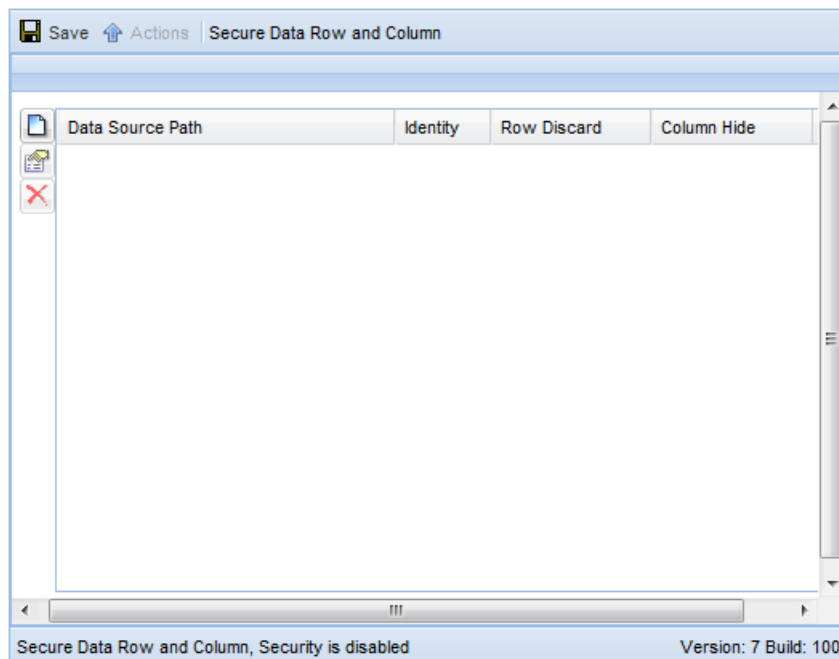 Save Actions Secure Data Row and Column
Data Source Path Identity Row Discard Column Hide
Secure Data Row and Column, Security is disabled Version: 7 Build: 100